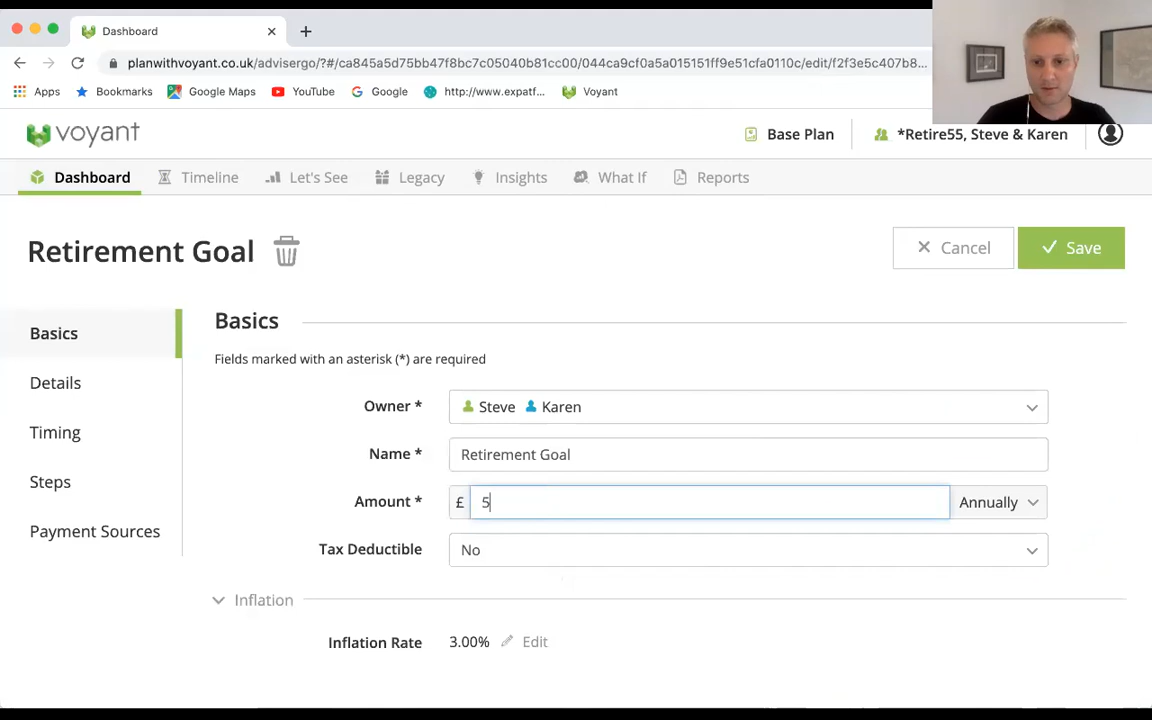 Dashboard
planwithvoyant.co.uk/advisergo/?#/ca845a5d75bb47f8bc7c05040b81cc00/044ca9cf0a5a015151ff9e51cfa0110c/edit/f2f3e5c407b8...
Apps Bookmarks Google Maps YouTube Google http://www.expatf... Voyant
voyant Base Plan *Retire55, Steve & Karen
Dashboard Timeline Let's See Legacy Insights What If Reports
Retirement Goal Cancel Save
Basics
Details
Timing
Steps
Payment Sources
Basics
Fields marked with an asterisk (*) are required
Owner * Steve Karen
Name * Retirement Goal
Amount * £ 5 Annually
Tax Deductible No
Inflation
Inflation Rate 3.00% Edit